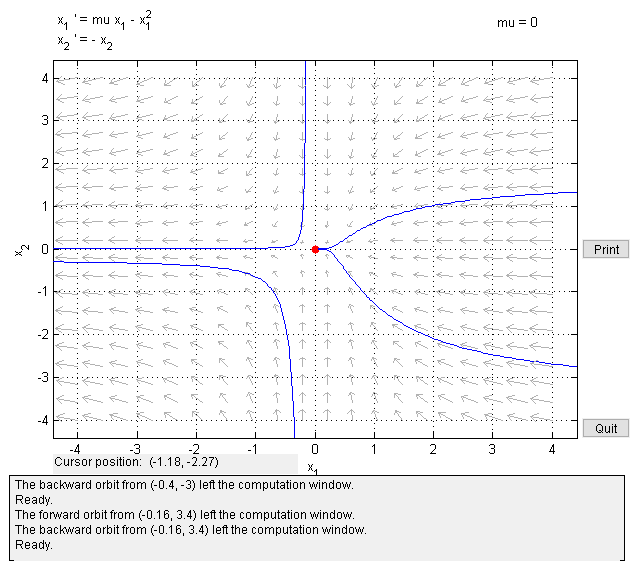 x1 ' = mu x1 - x1^2
mu = 0
x2 ' = - x2
4
3
2
1
0
-1
-2
-3
-4
x2
-4 -3 -2 -1 0 1 2 3 4
x1
Print
Quit
Cursor position: (-1.18, -2.27)
The backward orbit from (-0.4, -3) left the computation window.
Ready.
The forward orbit from (-0.16, 3.4) left the computation window.
The backward orbit from (-0.16, 3.4) left the computation window.
Ready.